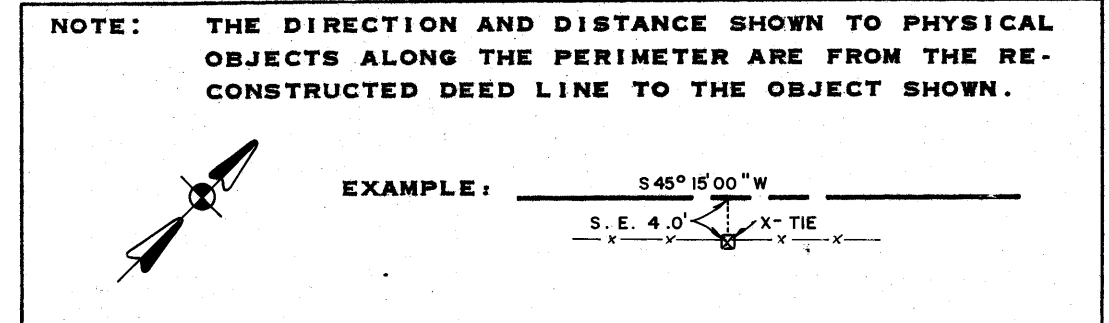 NOTE: THE DIRECTION AND DISTANCE SHOWN TO PHYSICAL
OBJECTS ALONG THE PERIMETER ARE FROM THE RE-
CONSTRUCTED DEED LINE TO THE OBJECT SHOWN.
EXAMPLE:
S 45° 15' 00" W
S. E. 4.0'
X-TIE